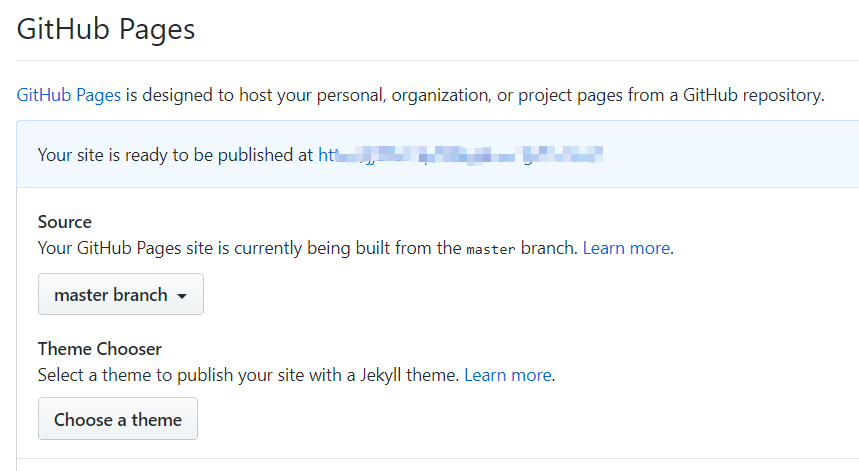 GitHub Pages
GitHub Pages is designed to host your personal, organization, or project pages from a GitHub repository.
Your site is ready to be published at
Source
Your GitHub Pages site is currently being built from the master branch. Learn more.
master branch
Theme Chooser
Select a theme to publish your site with a Jekyll theme. Learn more.
Choose a theme